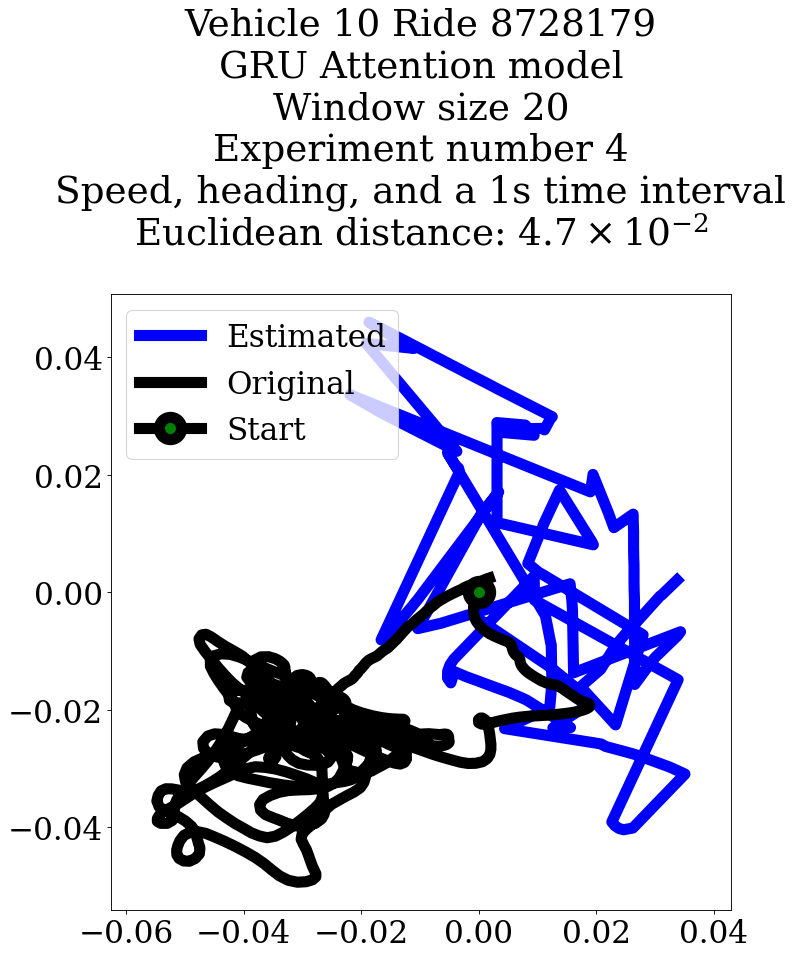 Vehicle 10 Ride 8728179
GRU Attention model
Window size 20
Experiment number 4
Speed, heading, and a 1s time interval
Euclidean distance: 4.7 × 10⁻²
Estimated
Original
Start
0.04
0.02
0.00
−0.02
−0.04
−0.06 −0.04 −0.02 0.00 0.02 0.04